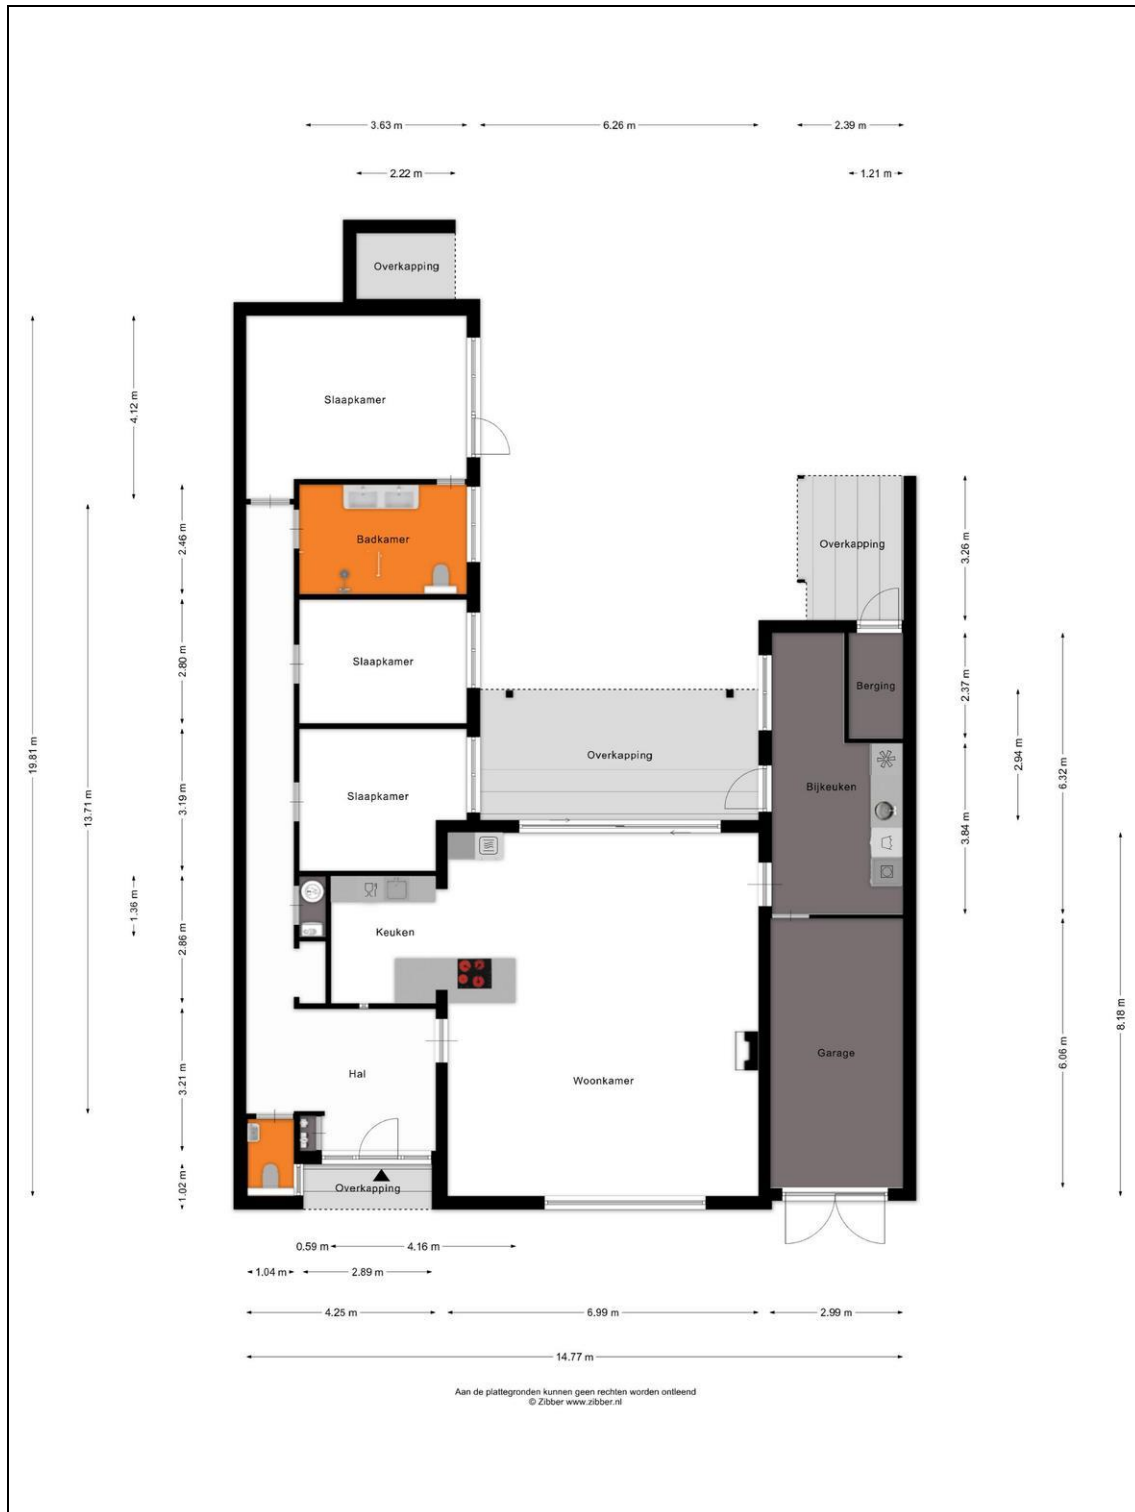 3.63 m
6.26 m
2.39 m
2.22 m
1.21 m
Overkapping
Slaapkamer
4.12 m
2.46 m
Badkamer
Overkapping
3.26 m
2.80 m
Slaapkamer
Berging
2.37 m
19.81 m
13.71 m
3.19 m
Slaapkamer
Overkapping
Bijkeuken
2.94 m
6.32 m
3.84 m
1.36 m
2.86 m
Keuken
8.18 m
3.21 m
Hal
Woonkamer
Garage
6.06 m
1.02 m
Overkapping
0.59 m
4.16 m
1.04 m
2.89 m
4.25 m
6.99 m
2.99 m
14.77 m
Aan de plattegronden kunnen geen rechten worden ontleend
© Zibber www.zibber.nl